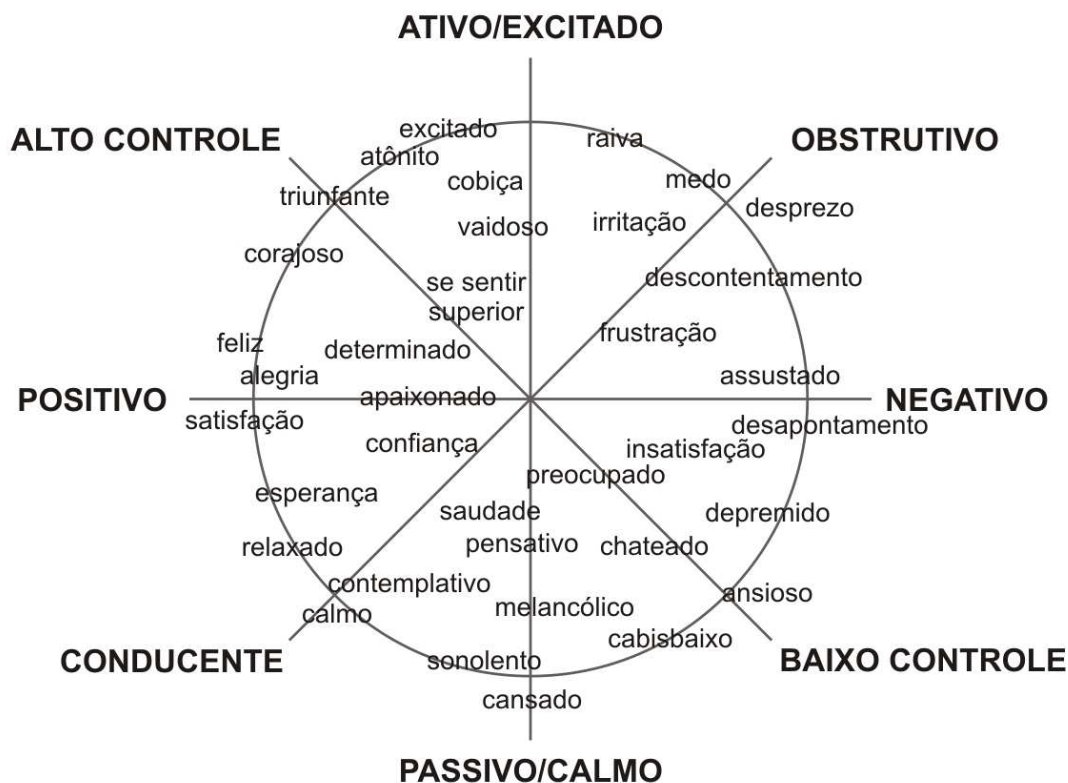 ATIVO/EXCITADO
ALTO CONTROLE
excitado
raiva
OBSTRUTIVO
atônito
cobiça
medo
triunfante
desprezo
vaidoso
irritação
corajoso
se sentir
superior
descontentamento
frustração
feliz
determinado
alegria
assustado
POSITIVO
apaixonado
NEGATIVO
satisfação
desapontamento
confiança
insatisfação
preocupado
esperança
saudade
depremido
relaxado
pensativo
chateado
contemplativo
ansioso
calmo
melancólico
cabisbaixo
CONDUCENTE
sonolento
BAIXO CONTROLE
cansado
PASSIVO/CALMO